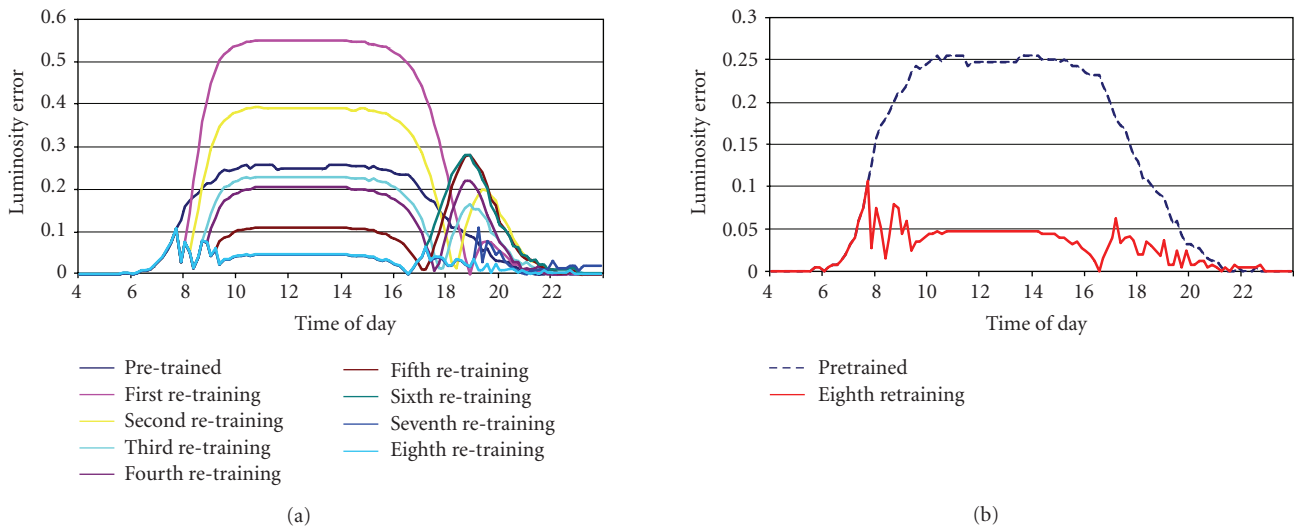 0.6
0.5
0.4
0.3
0.2
0.1
0
Luminosity error
4 6 8 10 12 14 16 18 20 22
Time of day
Pre-trained
First re-training
Second re-training
Third re-training
Fourth re-training
Fifth re-training
Sixth re-training
Seventh re-training
Eighth re-training
(a)
0.3
0.25
0.2
0.15
0.1
0.05
0
Luminosity error
4 6 8 10 12 14 16 18 20 22
Time of day
Pretrained
Eighth retraining
(b)